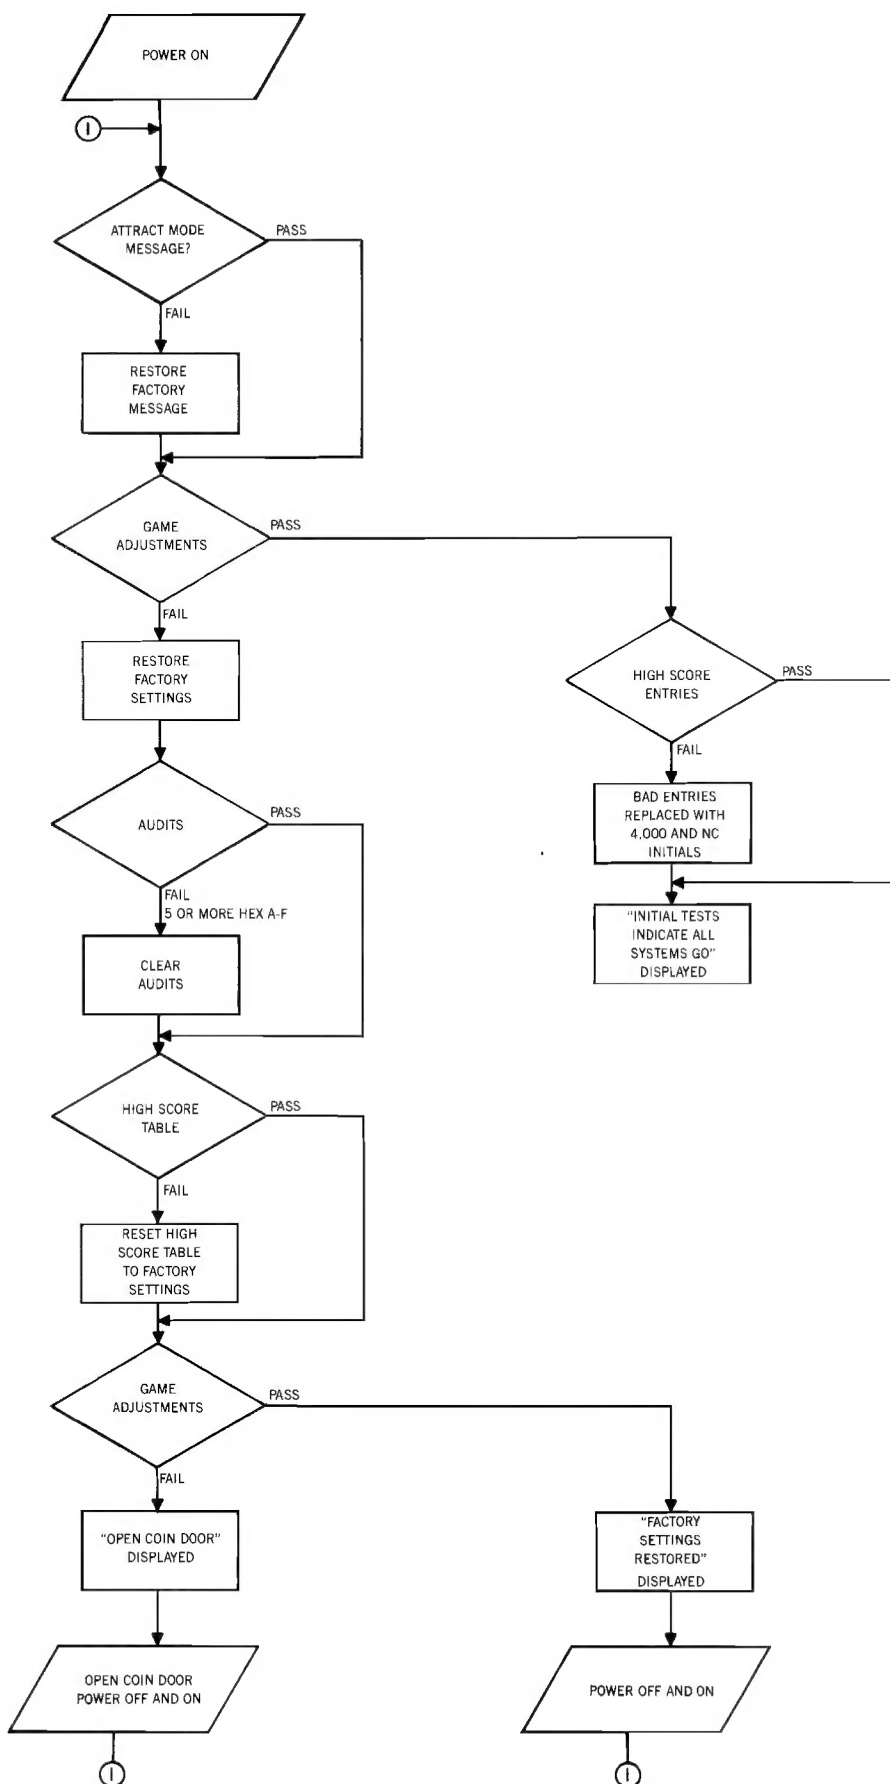 POWER ON
I
ATTRACT MODE
MESSAGE?
PASS
FAIL
RESTORE
FACTORY
MESSAGE
GAME
ADJUSTMENTS
PASS
FAIL
RESTORE
FACTORY
SETTINGS
HIGH SCORE
ENTRIES
PASS
FAIL
BAD ENTRIES
REPLACED WITH
4,000 AND NC
INITIALS
"INITIAL TESTS
INDICATE ALL
SYSTEMS GO"
DISPLAYED
AUDITS
PASS
FAIL
5 OR MORE HEX A-F
CLEAR
AUDITS
HIGH SCORE
TABLE
PASS
FAIL
RESET HIGH
SCORE TABLE
TO FACTORY
SETTINGS
GAME
ADJUSTMENTS
PASS
FAIL
"OPEN COIN DOOR"
DISPLAYED
"FACTORY
SETTINGS
RESTORED"
DISPLAYED
OPEN COIN DOOR
POWER OFF AND ON
POWER OFF AND ON
I
I